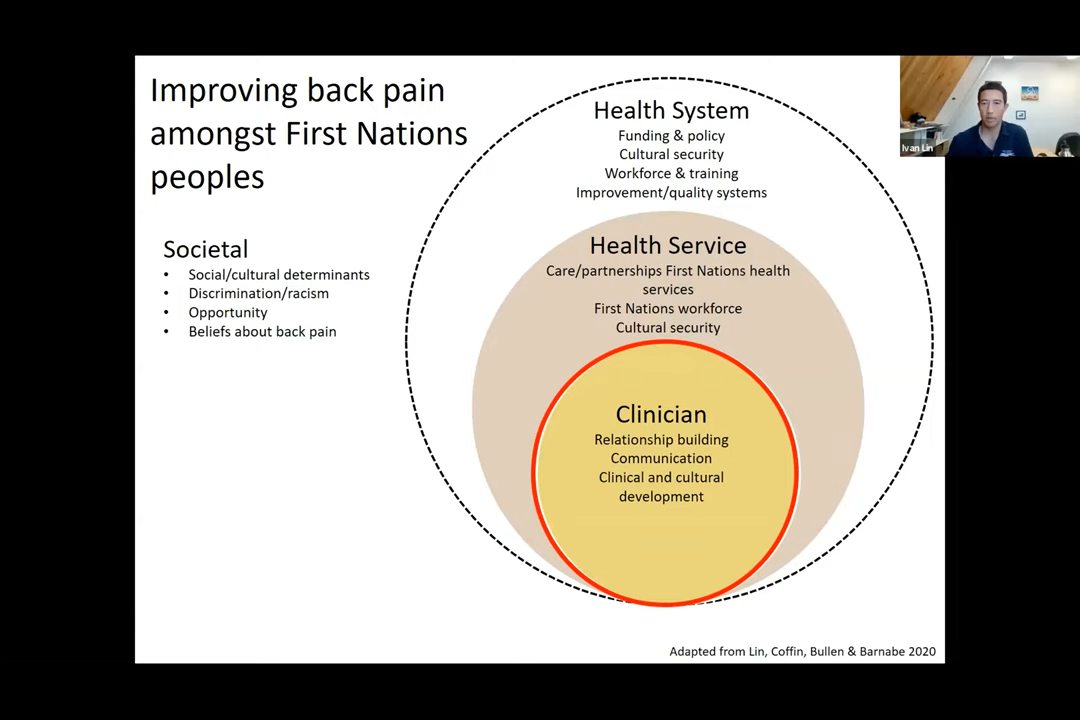 Improving back pain
amongst First Nations
peoples
Societal
• Social/cultural determinants
• Discrimination/racism
• Opportunity
• Beliefs about back pain
Health System
Funding & policy
Cultural security
Workforce & training
Improvement/quality systems
Health Service
Care/partnerships First Nations health
services
First Nations workforce
Cultural security
Clinician
Relationship building
Communication
Clinical and cultural
development
Adapted from Lin, Coffin, Bullen & Barnabe 2020
Ivan Lin